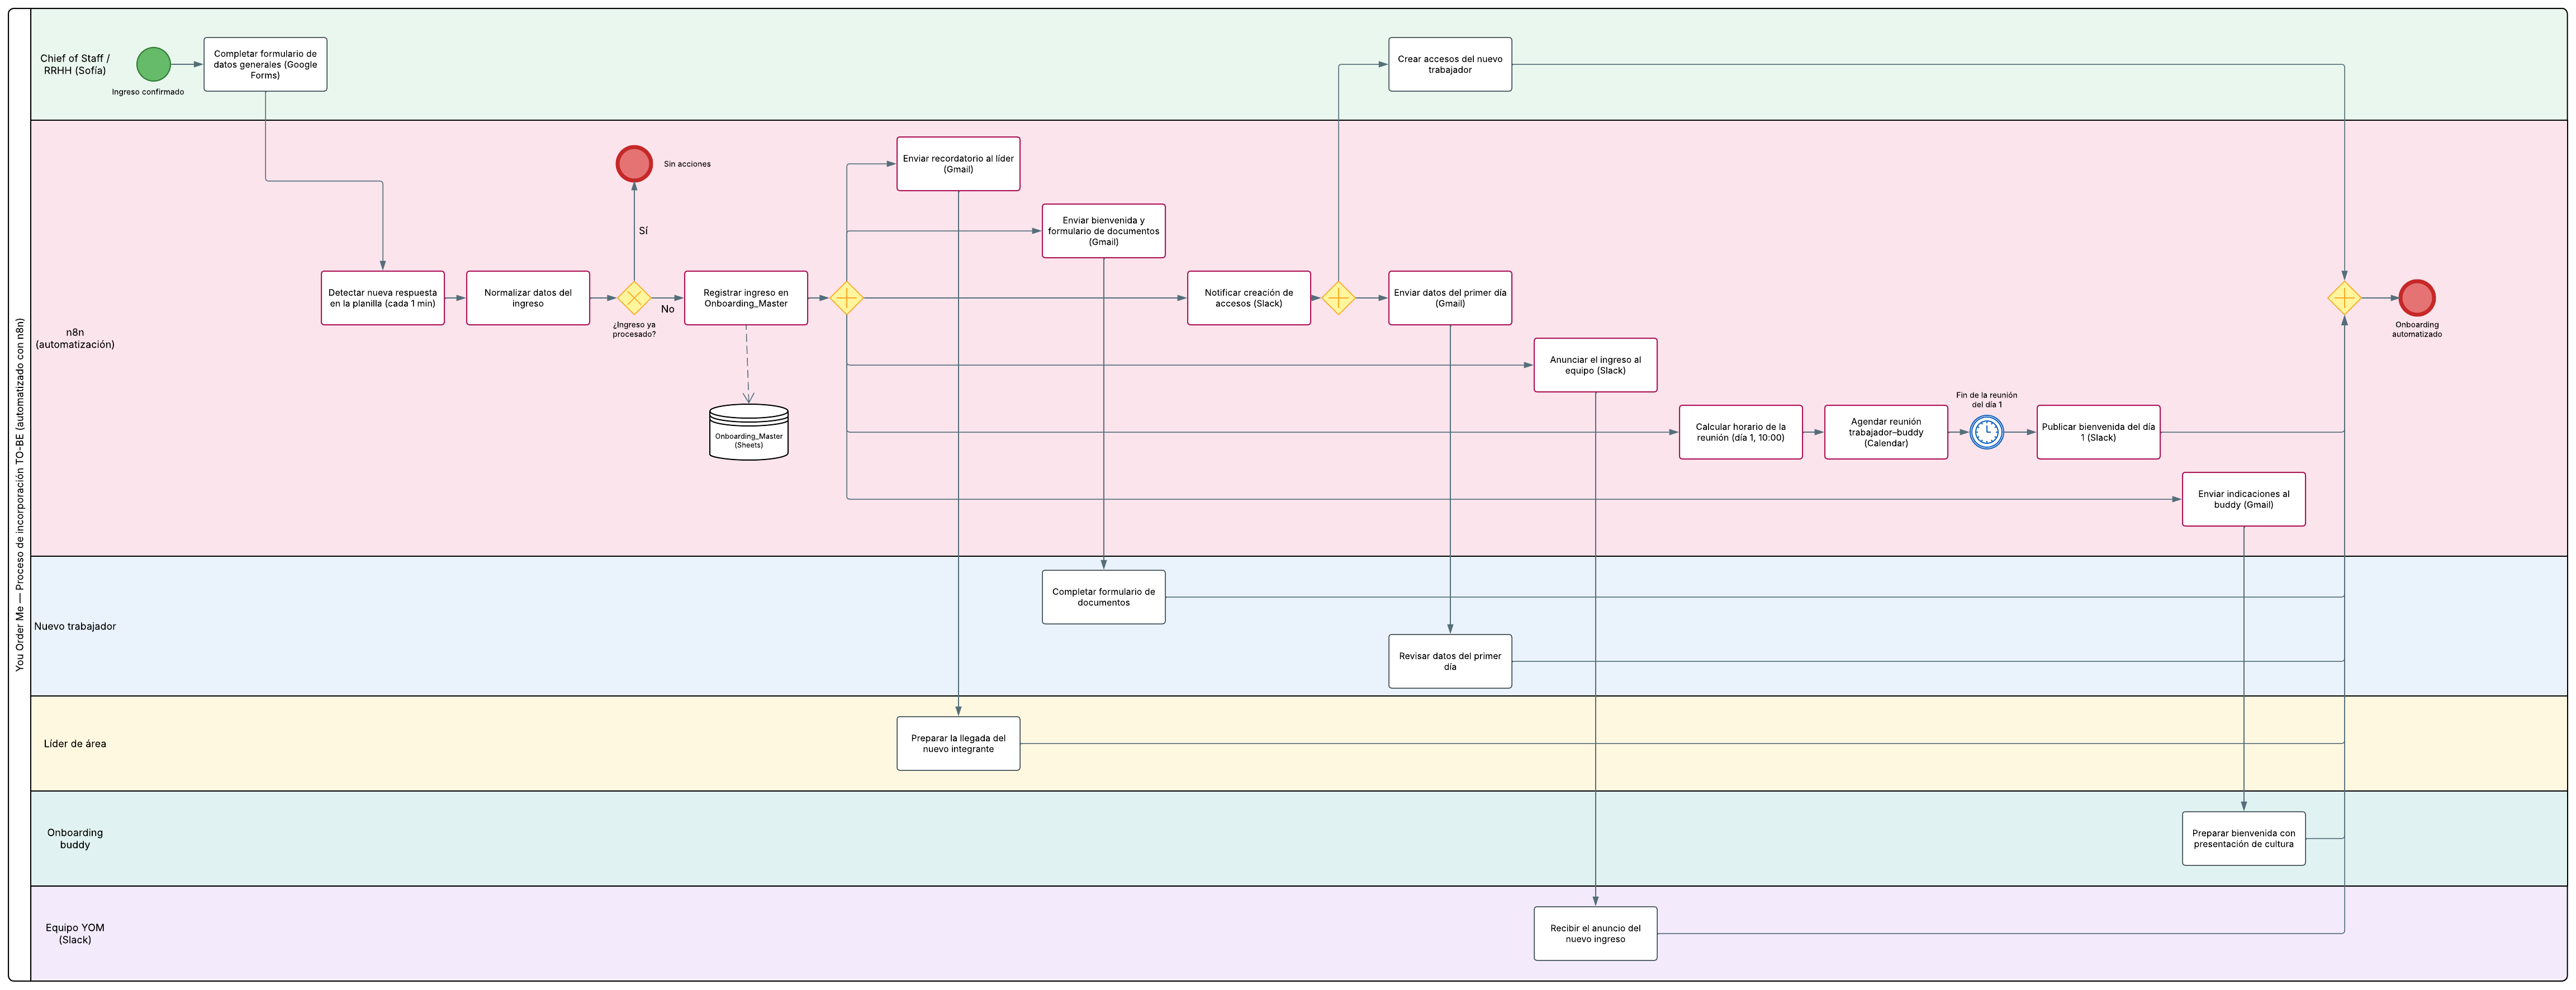 You Order Me — Proceso de incorporación TO-BE (automatizado con n8n)
Chief of Staff /
RRHH (Sofía)
Ingreso confirmado
Completar formulario de
datos generales (Google
Forms)
Crear accesos del nuevo
trabajador
n8n
(automatización)
Detectar nueva respuesta
en la planilla (cada 1 min)
Normalizar datos del
ingreso
Sin acciones
Sí
¿Ingreso ya
procesado?
No
Registrar ingreso en
Onboarding_Master
Onboarding_Master
(Sheets)
Enviar recordatorio al líder
(Gmail)
Enviar bienvenida y
formulario de documentos
(Gmail)
Notificar creación de
accesos (Slack)
Enviar datos del primer día
(Gmail)
Anunciar el ingreso al
equipo (Slack)
Calcular horario de la
reunión (día 1, 10:00)
Agendar reunión
trabajador–buddy
(Calendar)
Fin de la reunión
del día 1
Publicar bienvenida del día
1 (Slack)
Enviar indicaciones al
buddy (Gmail)
Onboarding
automatizado
Nuevo trabajador
Completar formulario de
documentos
Revisar datos del primer
día
Líder de área
Preparar la llegada del
nuevo integrante
Onboarding
buddy
Preparar bienvenida con
presentación de cultura
Equipo YOM
(Slack)
Recibir el anuncio del
nuevo ingreso